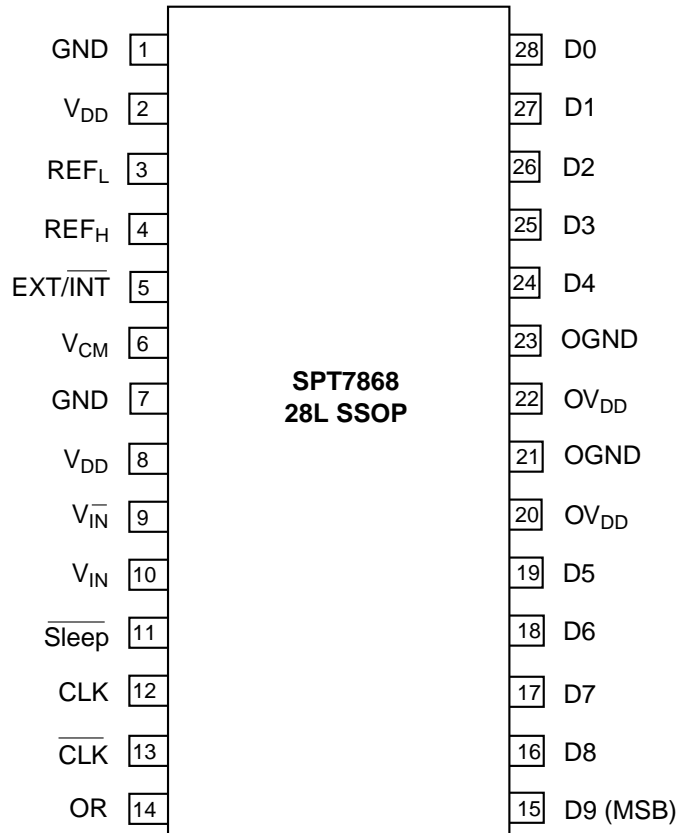 GND 1 28 D0
V_DD 2 27 D1
REF_L 3 26 D2
REF_H 4 25 D3
EXT/I̅N̅T̅ 5 24 D4
V_CM 6 23 OGND
SPT7868
GND 7 22 OV_DD
28L SSOP
V_DD 8 21 OGND
V_IN̅ 9 20 OV_DD
V_IN 10 19 D5
S̅l̅e̅e̅p̅ 11 18 D6
CLK 12 17 D7
C̅L̅K̅ 13 16 D8
OR 14 15 D9 (MSB)